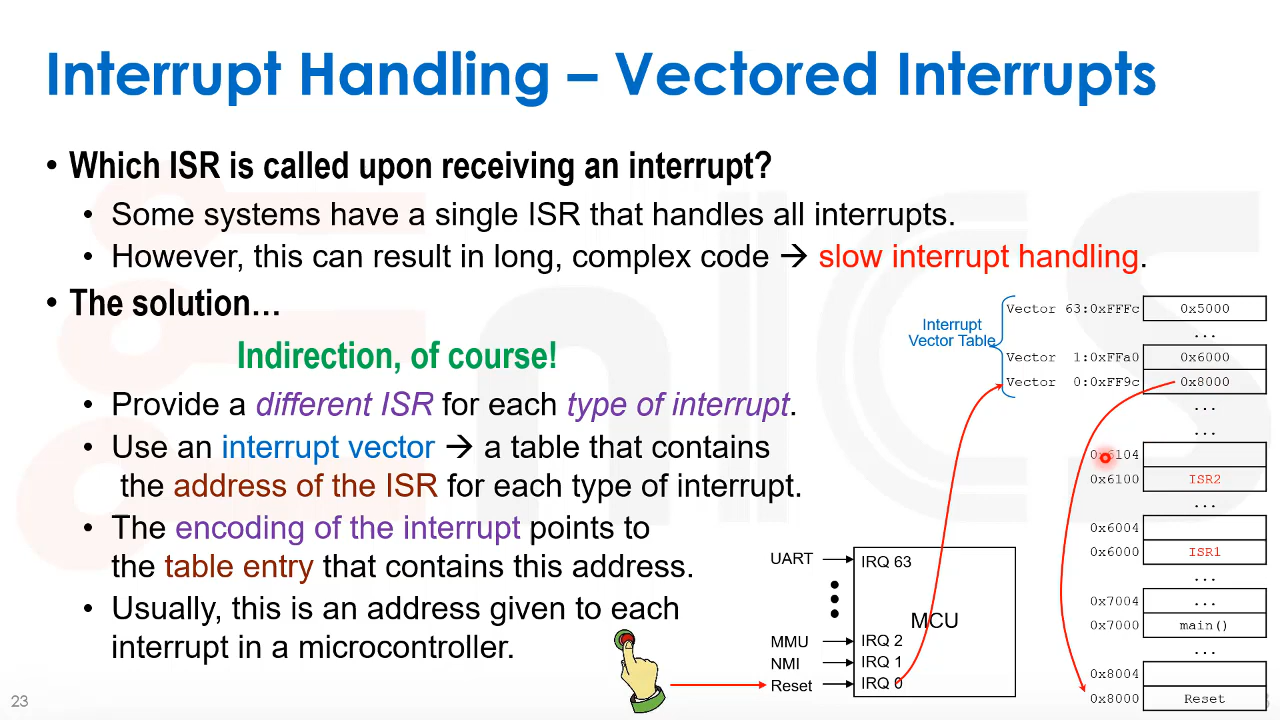 Interrupt Handling – Vectored Interrupts
• Which ISR is called upon receiving an interrupt?
• Some systems have a single ISR that handles all interrupts.
• However, this can result in long, complex code → slow interrupt handling.
• The solution…
Indirection, of course!
• Provide a different ISR for each type of interrupt.
• Use an interrupt vector → a table that contains
the address of the ISR for each type of interrupt.
• The encoding of the interrupt points to
the table entry that contains this address.
• Usually, this is an address given to each
interrupt in a microcontroller.
Interrupt
Vector Table
Vector 63:0xFFFc 0x5000
...
Vector 1:0xFFa0 0x6000
Vector 0:0xFF9c 0x8000
...
...
0x6104
0x6100 ISR2
...
0x6004
0x6000 ISR1
...
0x7004 ...
0x7000 main()
...
0x8004
0x8000 Reset
UART IRQ 63
MCU
MMU IRQ 2
NMI IRQ 1
Reset IRQ 0
nICS
23